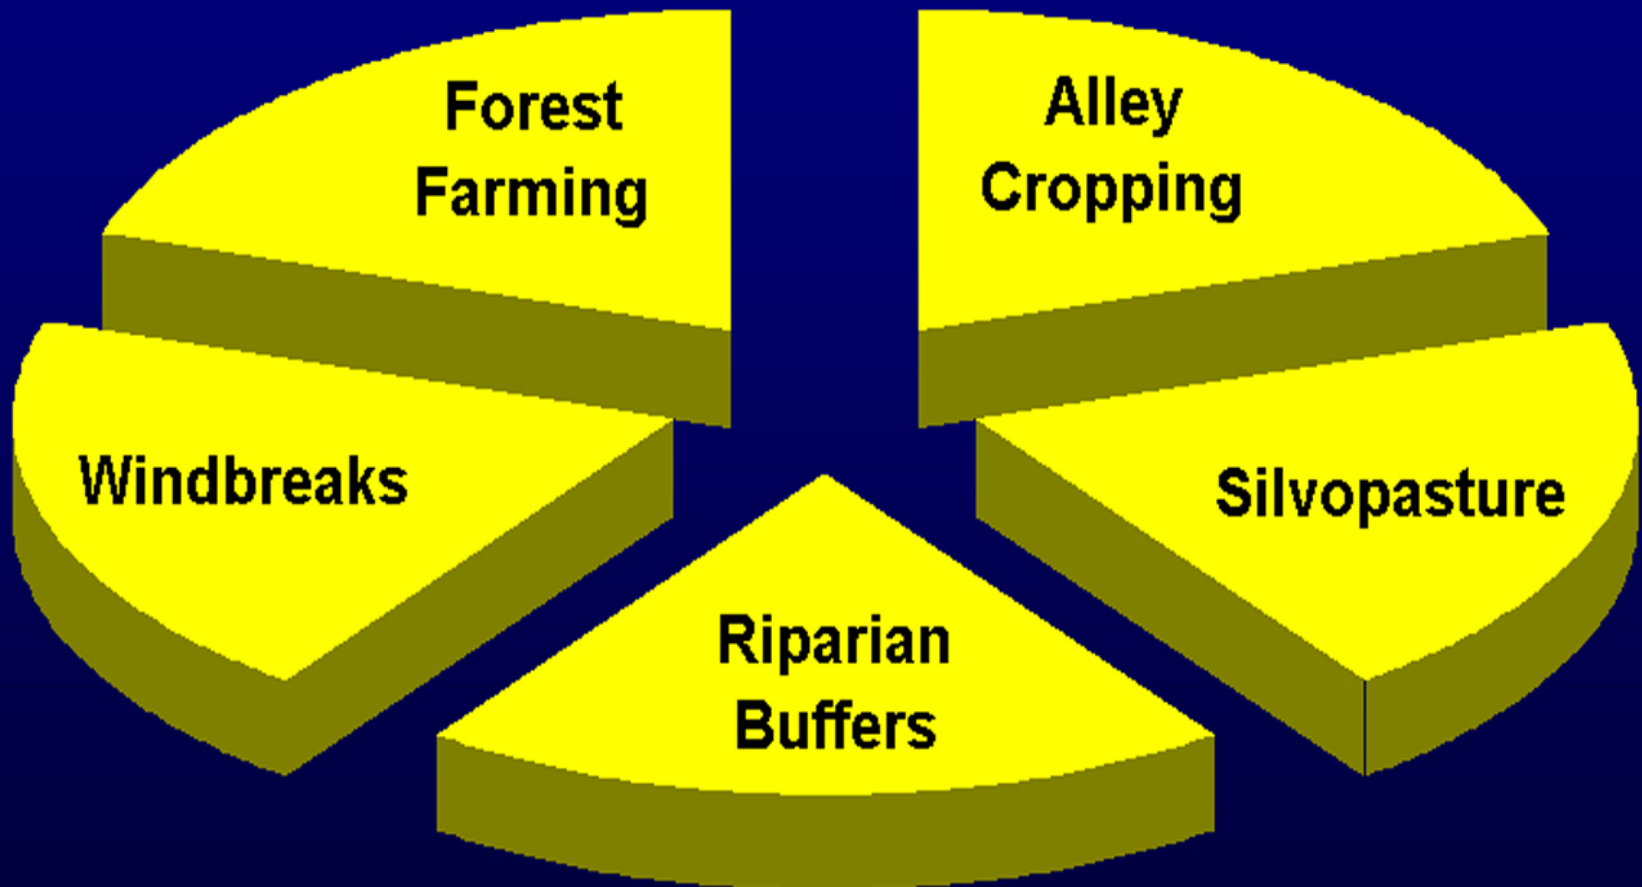 Forest
Farming
Alley
Cropping
Windbreaks
Silvopasture
Riparian
Buffers